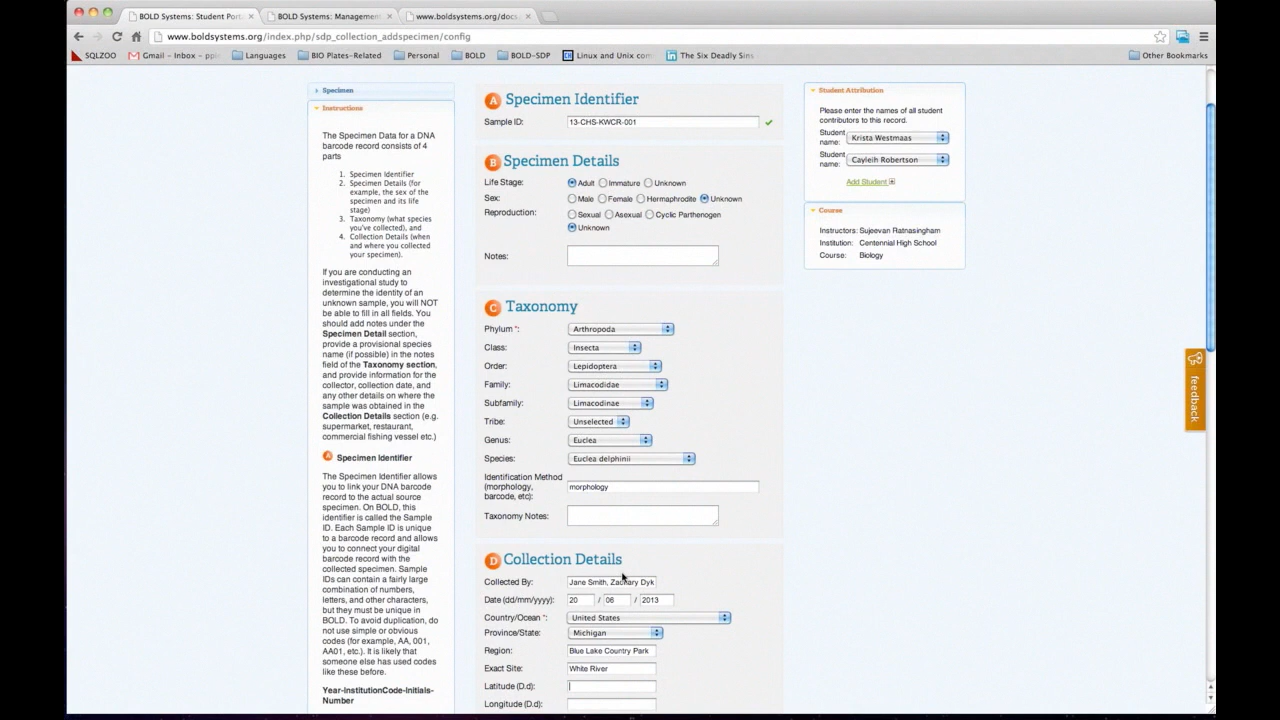 BOLD Systems: Student Por
BOLD Systems: Management
www.boldsystems.org/docs
www.boldsystems.org/index.php/sdp_collection_addspecimen/config
SQLZOO
Gmail - Inbox - ppin
Languages
BIO Plates-Related
Personal
BOLD
BOLD-SDP
Linux and Unix com
The Six Deadly Sins
Other Bookmarks
Specimen
Instructions
The Specimen Data for a DNA
barcode record consists of 4
parts
1. Specimen Identifier
2. Specimen Details (for
example, the sex of the
specimen and its life
stage)
3. Taxonomy (what species
you've collected), and
4. Collection Details (when
and where you collected
your specimen).
If you are conducting an
investigational study to
determine the identity of an
unknown sample, you will NOT
be able to fill in all fields. You
should add notes under the
Specimen Detail section,
provide a provisional species
name (if possible) in the notes
field of the Taxonomy section,
and provide information for the
collector, collection date, and
any other details on where the
sample was obtained in the
Collection Details section (e.g.
supermarket, restaurant,
commercial fishing vessel etc.)
A Specimen Identifier
The Specimen Identifier allows
you to link your DNA barcode
record to the actual source
specimen. On BOLD, this
identifier is called the Sample
ID. Each Sample ID is unique
to a barcode record and allows
you to connect your digital
barcode record with the
collected specimen. Sample
IDs can contain a fairly large
combination of numbers,
letters, and other characters,
but they must be unique in
BOLD. To avoid duplication, do
not use simple or obvious
codes (for example, AA, 001,
AA01, etc.). It is likely that
someone else has used codes
like these before.
Year-InstitutionCode-Initials-
Number
A Specimen Identifier
Sample ID: 13-CHS-KWCR-001
B Specimen Details
Life Stage: Adult Immature Unknown
Sex: Male Female Hermaphrodite Unknown
Reproduction: Sexual Asexual Cyclic Parthenogen
Unknown
Notes:
C Taxonomy
Phylum *: Arthropoda
Class: Insecta
Order: Lepidoptera
Family: Limacodidae
Subfamily: Limacodinae
Tribe: Unselected
Genus: Euclea
Species: Euclea delphinii
Identification Method
(morphology, morphology
barcode, etc):
Taxonomy Notes:
D Collection Details
Collected By: Jane Smith, Zachary Dyk
Date (dd/mm/yyyy): 20 / 06 / 2013
Country/Ocean *: United States
Province/State: Michigan
Region: Blue Lake Country Park
Exact Site: White River
Latitude (D.d):
Longitude (D.d):
Student Attribution
Please enter the names of all student
contributors to this record.
Student
name: Krista Westmaas
Student
name: Cayleih Robertson
Add Student
Course
Instructors: Sujeevan Ratnasingham
Institution: Centennial High School
Course: Biology
feedback